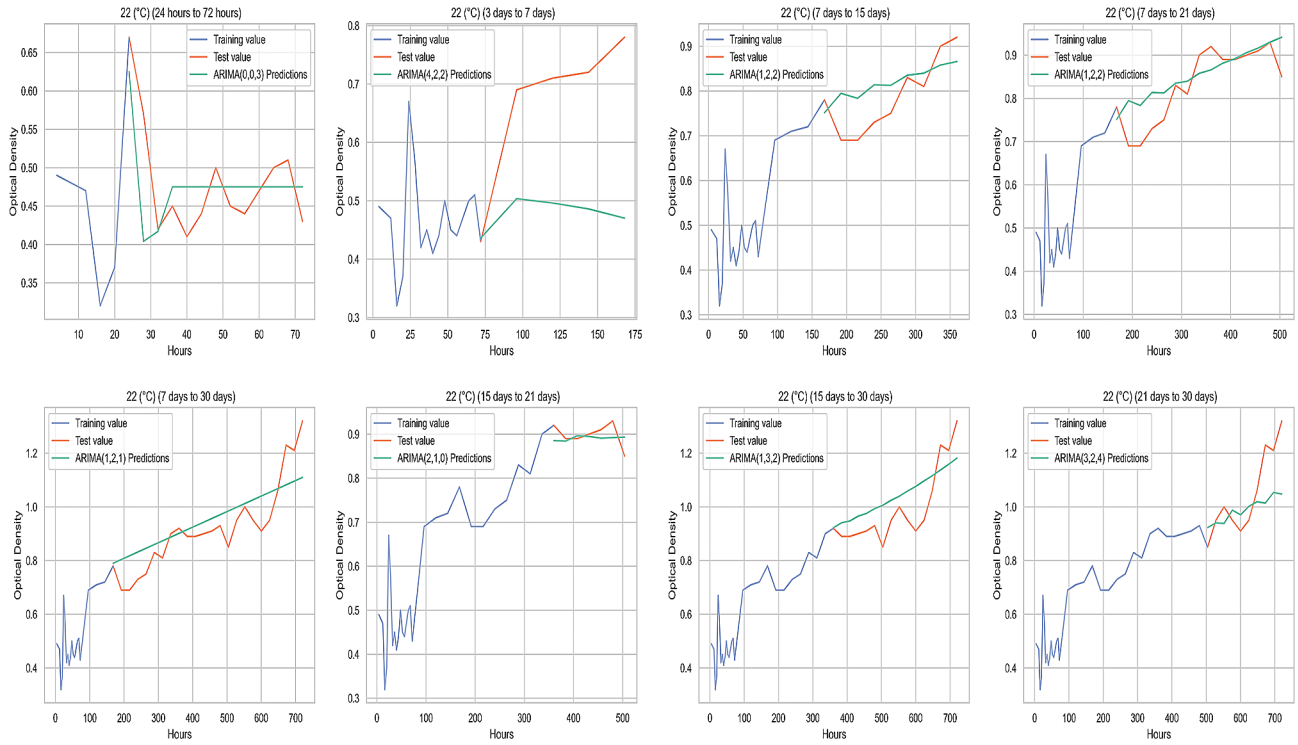 22 (°C) (24 hours to 72 hours)
Training value
Test value
ARIMA(0,0,3) Predictions
Optical Density
0.65
0.60
0.55
0.50
0.45
0.40
0.35
10 20 30 40 50 60 70
Hours
22 (°C) (3 days to 7 days)
Training value
Test value
ARIMA(4,2,2) Predictions
Optical Density
0.8
0.7
0.6
0.5
0.4
0.3
0 25 50 75 100 125 150 175
Hours
22 (°C) (7 days to 15 days)
Training value
Test value
ARIMA(1,2,2) Predictions
Optical Density
0.9
0.8
0.7
0.6
0.5
0.4
0.3
0 50 100 150 200 250 300 350
Hours
22 (°C) (7 days to 21 days)
Training value
Test value
ARIMA(1,2,2) Predictions
Optical Density
0.9
0.8
0.7
0.6
0.5
0.4
0.3
0 100 200 300 400 500
Hours
22 (°C) (7 days to 30 days)
Training value
Test value
ARIMA(1,2,1) Predictions
Optical Density
1.2
1.0
0.8
0.6
0.4
0 100 200 300 400 500 600 700
Hours
22 (°C) (15 days to 21 days)
Training value
Test value
ARIMA(2,1,0) Predictions
Optical Density
0.9
0.8
0.7
0.6
0.5
0.4
0.3
0 100 200 300 400 500
Hours
22 (°C) (15 days to 30 days)
Training value
Test value
ARIMA(1,3,2) Predictions
Optical Density
1.2
1.0
0.8
0.6
0.4
0 100 200 300 400 500 600 700
Hours
22 (°C) (21 days to 30 days)
Training value
Test value
ARIMA(3,2,4) Predictions
Optical Density
1.2
1.0
0.8
0.6
0.4
0 100 200 300 400 500 600 700
Hours